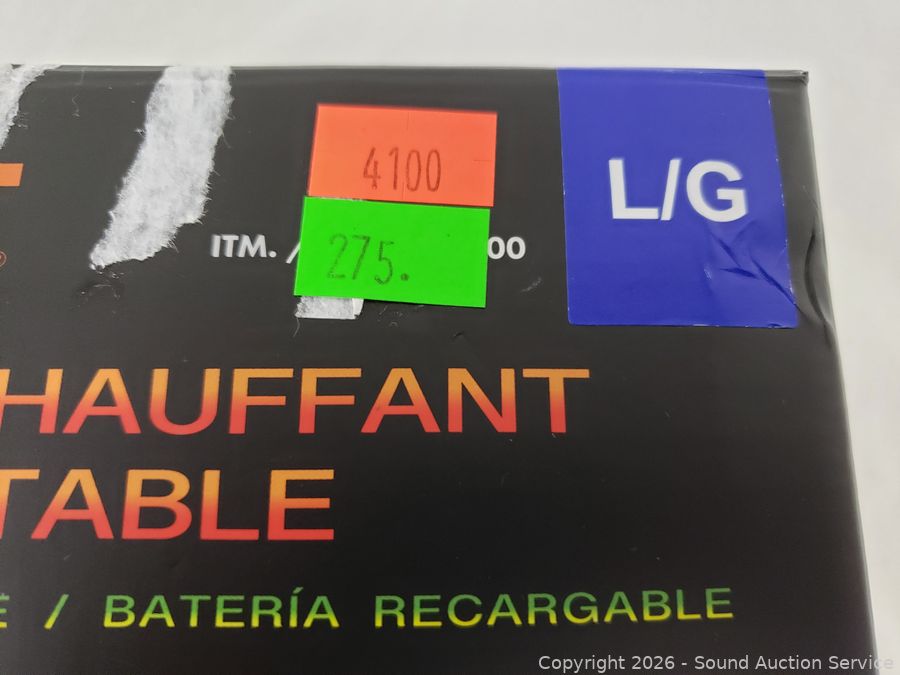 4100
L/G
ITM. /
275.
00
HAUFFANT
TABLE
E / BATERÍA RECARGABLE
Copyright 2026 - Sound Auction Service